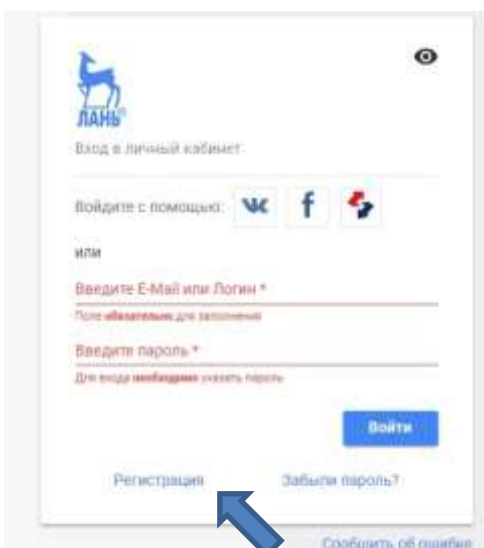 ЛАНЬ®
Вход в личный кабинет
Войдите с помощью:
или
Введите E-Mail или Логин *
Поле обязательно для заполнения
Введите пароль *
Для входа необходимо указать пароль
Войти
Регистрация Забыли пароль?
Сообщить об ошибке